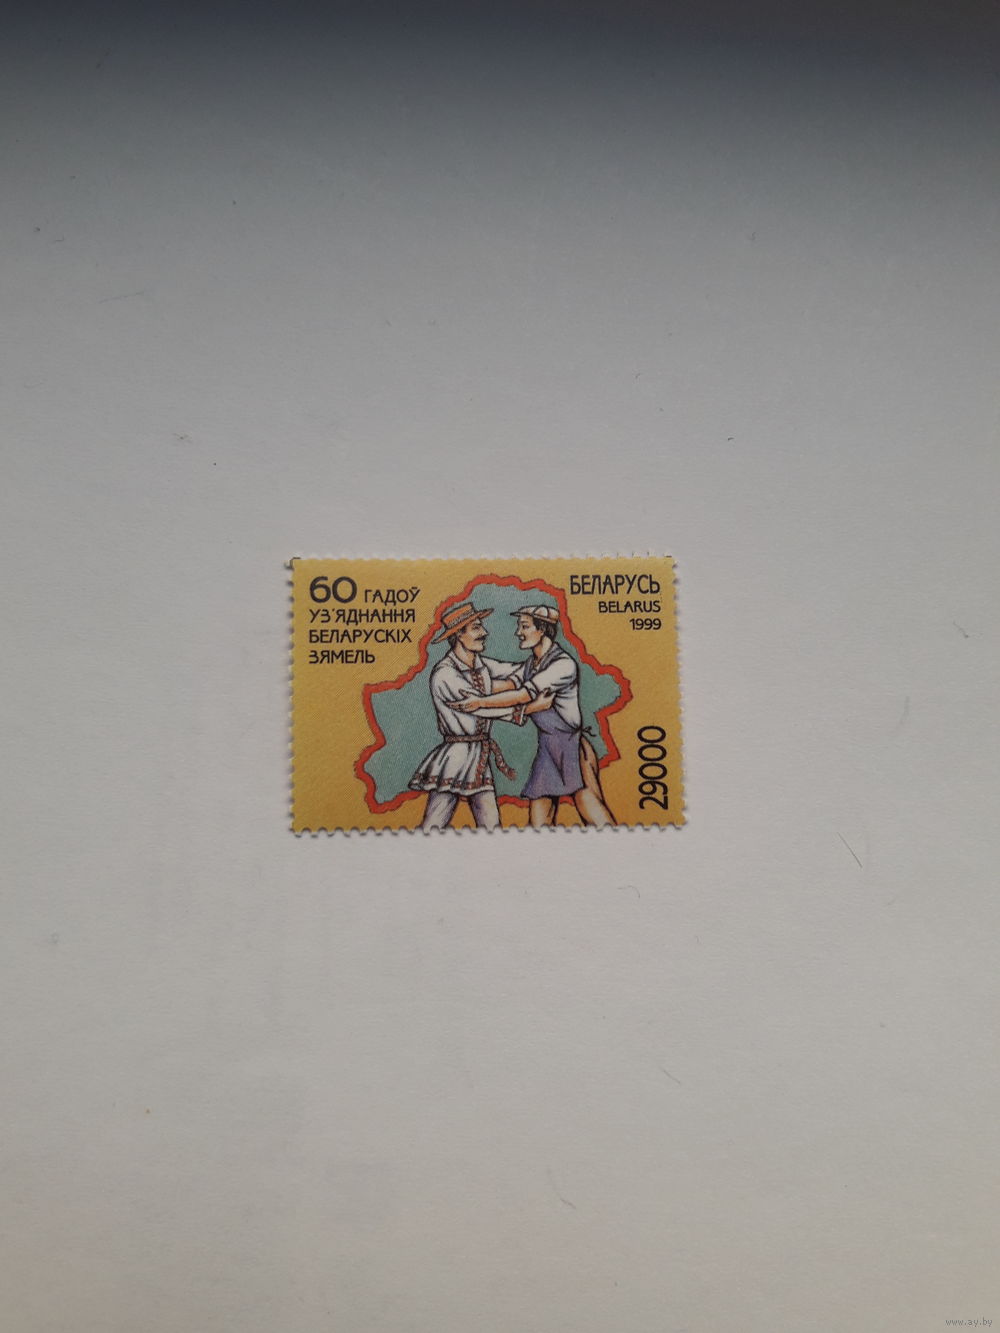 60 ГАДОЎ
УЗ'ЯДНАННЯ
БЕЛАРУСКІХ
ЗЯМЕЛЬ
БЕЛАРУСЬ
BELARUS
1999
29000
www.ay.by